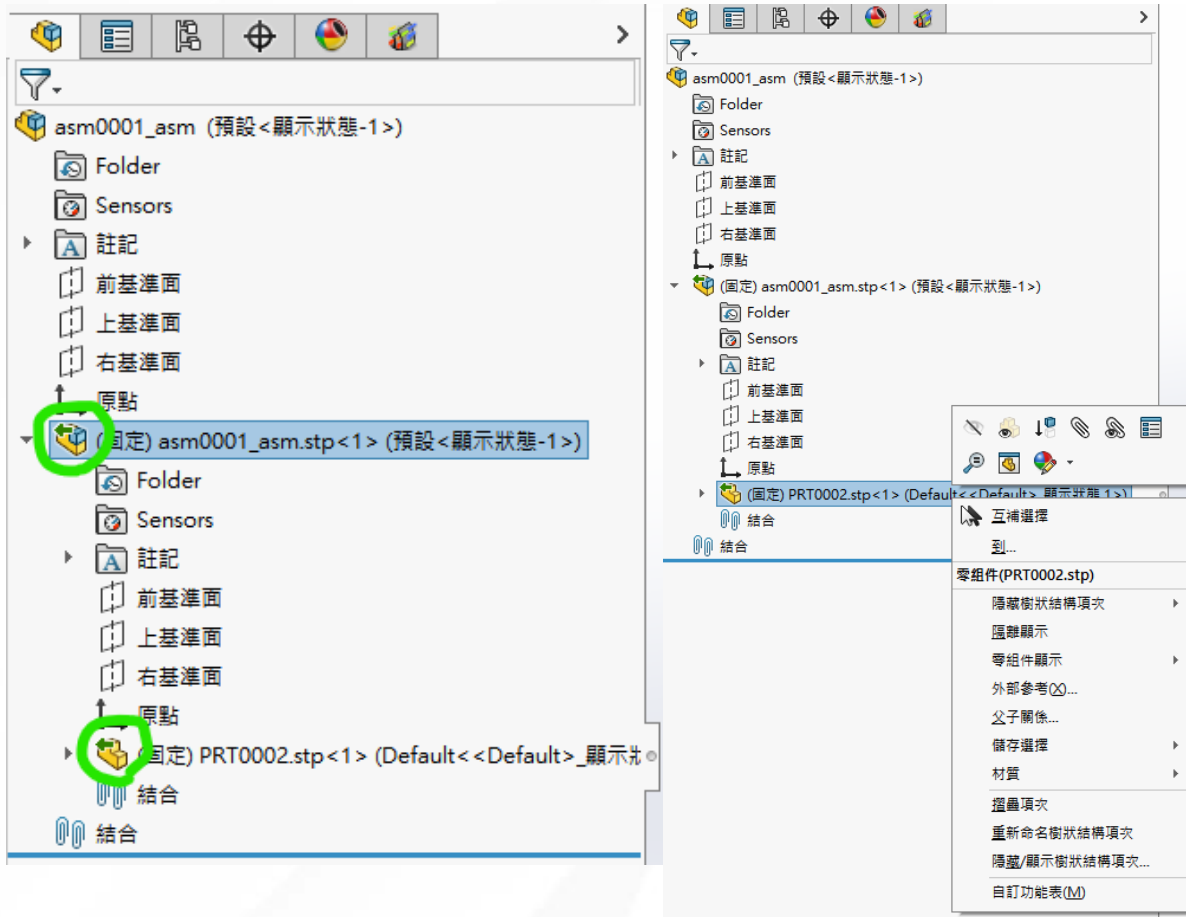 asm0001_asm (預設<顯示狀態-1>)
Folder
Sensors
註記
前基準面
上基準面
右基準面
原點
(固定) asm0001_asm.stp<1> (預設<顯示狀態-1>)
Folder
Sensors
註記
前基準面
上基準面
右基準面
原點
(固定) PRT0002.stp<1> (Default<<Default>_顯示
結合
結合
asm0001_asm (預設<顯示狀態-1>)
Folder
Sensors
註記
前基準面
上基準面
右基準面
原點
(固定) asm0001_asm.stp<1> (預設<顯示狀態-1>)
Folder
Sensors
註記
前基準面
上基準面
右基準面
原點
(固定) PRT0002.stp<1> (Default<<Default>_顯示狀態 1>)
結合
結合
互補選擇
到...
零組件(PRT0002.stp)
隱藏樹狀結構項次
隔離顯示
零組件顯示
外部參考(X)...
父子關係...
儲存選擇
材質
摺疊項次
重新命名樹狀結構項次
隱藏/顯示樹狀結構項次...
自訂功能表(M)